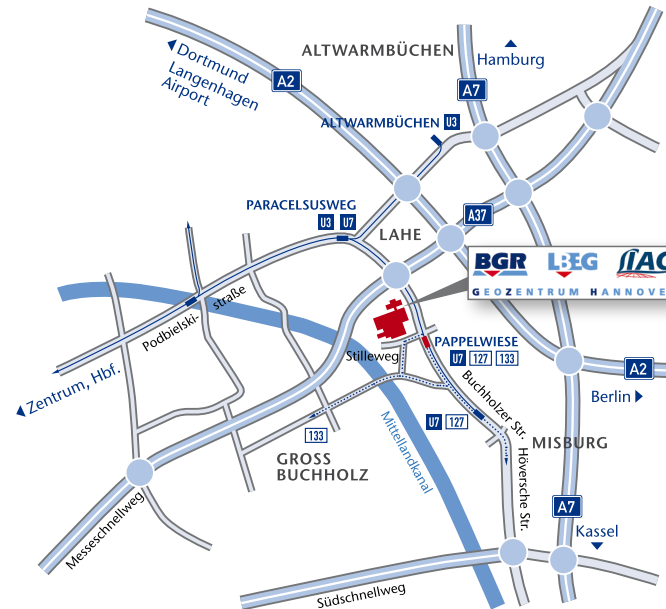 ALTWARMBÜCHEN
Dortmund
Langenhagen
Airport
A2
Hamburg
A7
ALTWARMBÜCHEN U3
PARACELSUSWEG
U3 U7
LAHE
A37
BGR LBEG LIAG
GEOZENTRUM HANNOVE
Podbielski-
straße
Zentrum, Hbf.
Stilleweg
PAPPELWIESE
U7 127 133
Buchholzer Str.
A2
Berlin
U7 127
133
GROSS
BUCHHOLZ
Mittellandkanal
MISBURG
Höversche Str.
A7
Kassel
Messeschnellweg
Südschnellweg